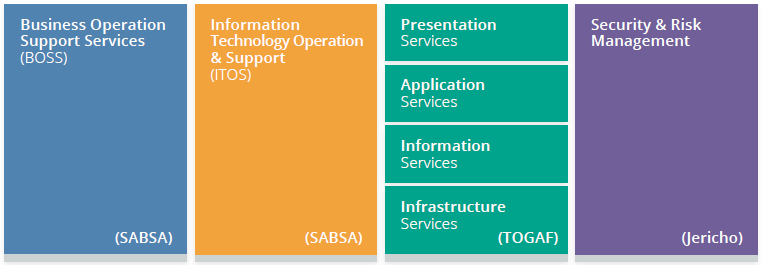 Business Operation
Support Services
(BOSS)
(SABSA)
Information
Technology Operation
& Support
(ITOS)
(SABSA)
Presentation
Services
Application
Services
Information
Services
Infrastructure
Services
(TOGAF)
Security & Risk
Management
(Jericho)